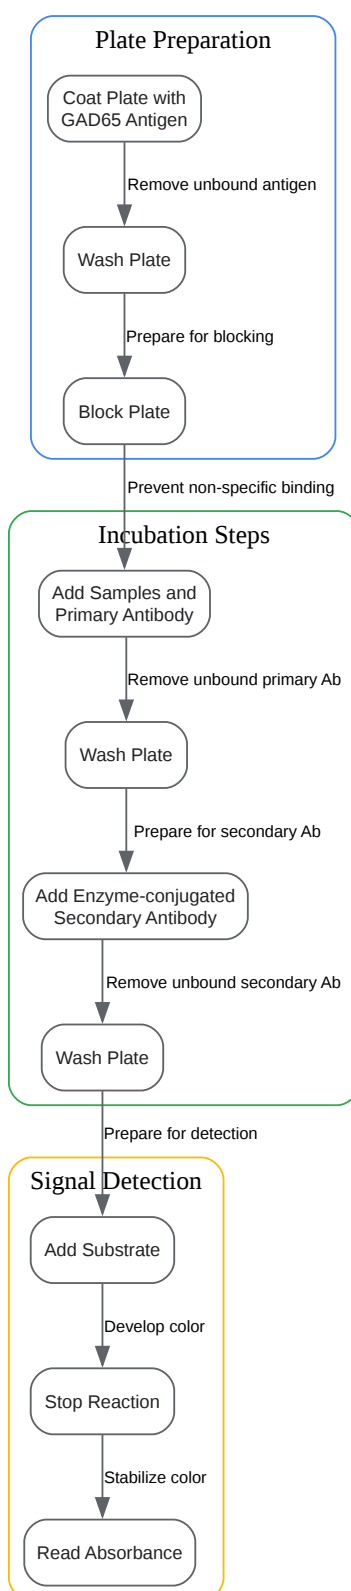 Plate Preparation
Coat Plate with
GAD65 Antigen
Remove unbound antigen
Wash Plate
Prepare for blocking
Block Plate
Prevent non-specific binding
Incubation Steps
Add Samples and
Primary Antibody
Remove unbound primary Ab
Wash Plate
Prepare for secondary Ab
Add Enzyme-conjugated
Secondary Antibody
Remove unbound secondary Ab
Wash Plate
Prepare for detection
Signal Detection
Add Substrate
Develop color
Stop Reaction
Stabilize color
Read Absorbance